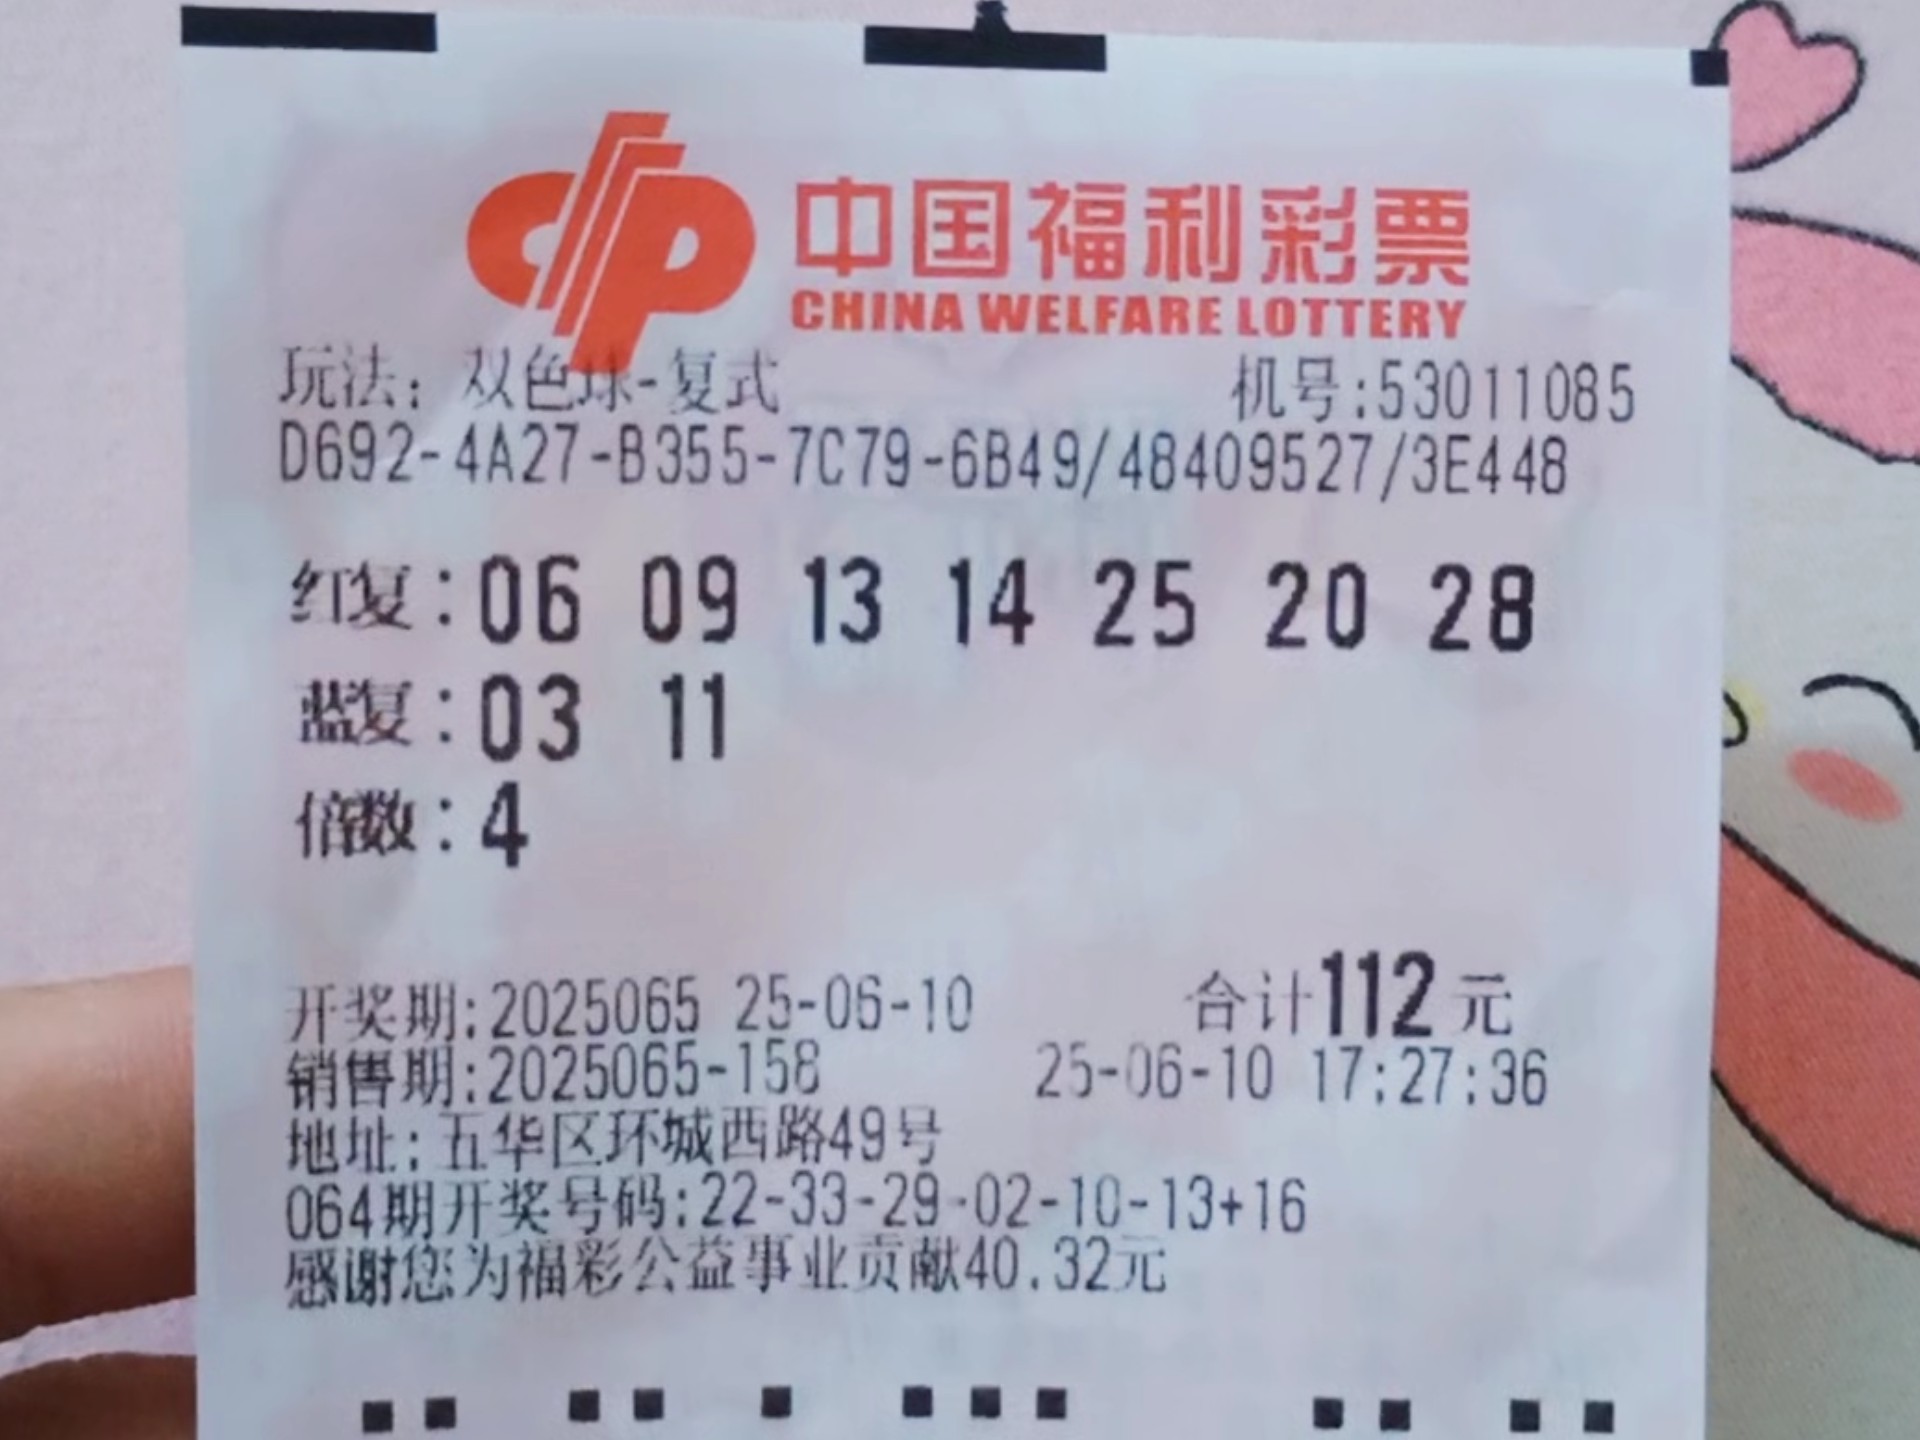 中国福利彩票
CHINA WELFARE LOTTERY
玩法: 双色球-复式 机号:53011085
D692-4A27-B355-7C79-6B49/48409527/3E448
红复:06 09 13 14 25 20 28
蓝复:03 11
倍数:4
开奖期:2025065 25-06-10 合计112元
销售期:2025065-158 25-06-10 17:27:36
地址:五华区环城西路49号
064期开奖号码:22-33-29-02-10-13+16
感谢您为福彩公益事业贡献40.32元